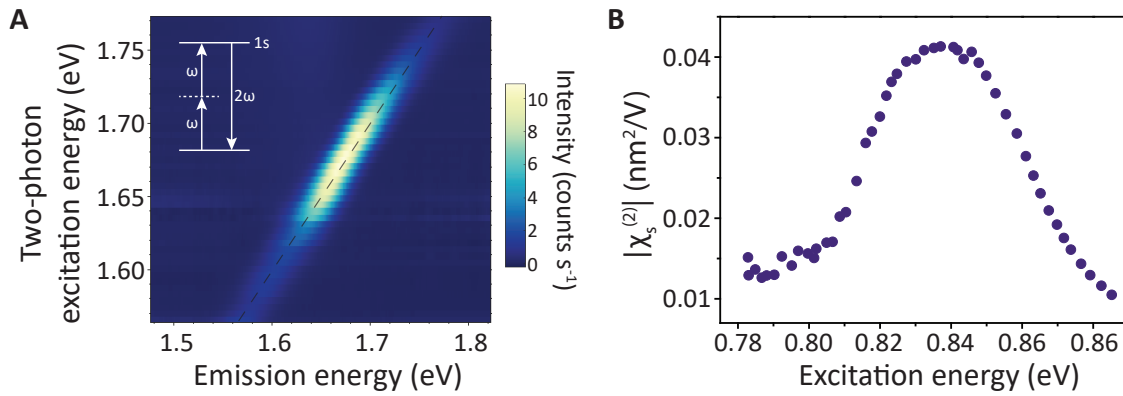 A
Two-photon
excitation energy (eV)
1.75
1.70
1.65
1.60
1.5
1.6
1.7
1.8
Emission energy (eV)
1s
ω
ω
2ω
10
8
6
4
2
0
Intensity (counts s⁻¹)
B
|χₛ⁽²⁾| (nm²/V)
0.04
0.03
0.02
0.01
0.78
0.80
0.82
0.84
0.86
0.86
Excitation energy (eV)